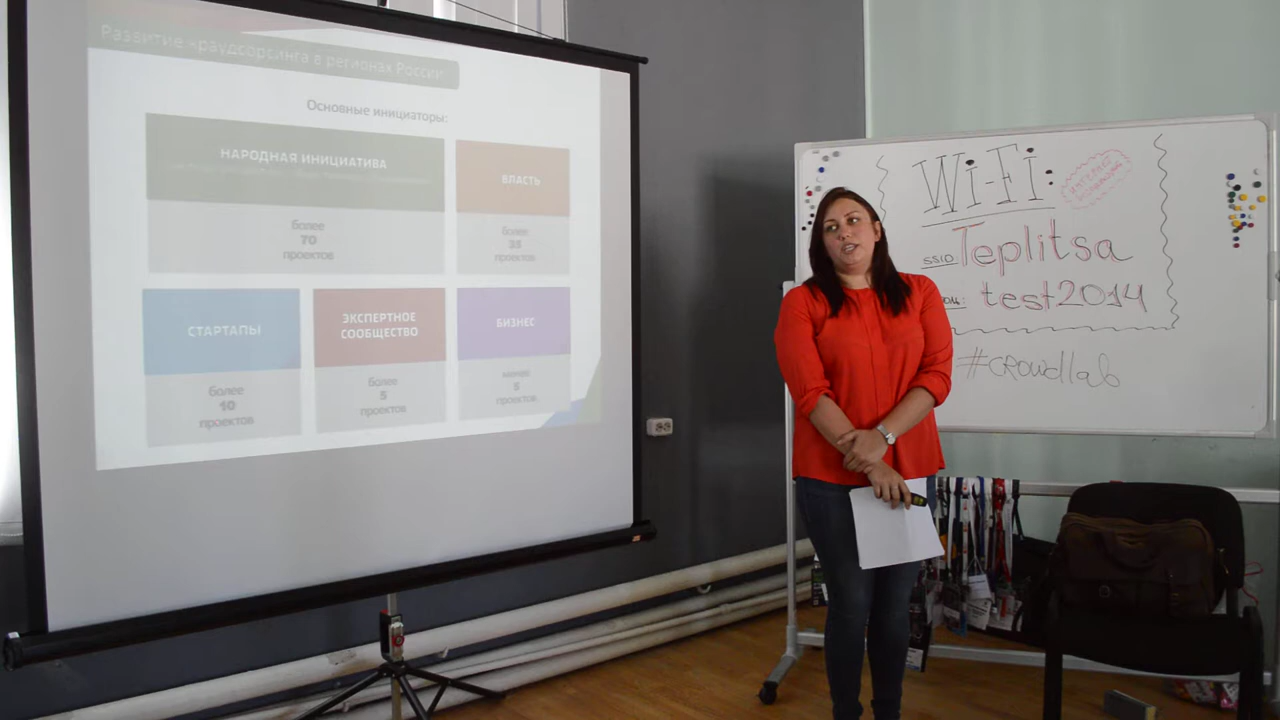 Развитие краудсорсинга в регионах России
Основные инициаторы:
НАРОДНАЯ ИНИЦИАТИВА
более
70
проектов
ВЛАСТЬ
более
35
проектов
СТАРТАПЫ
более
10
проектов
ЭКСПЕРТНОЕ
СООБЩЕСТВО
более
5
проектов
БИЗНЕС
менее
5
проектов
Wi-Fi:
SSID Teplitsa
test2014
#CROWdlab